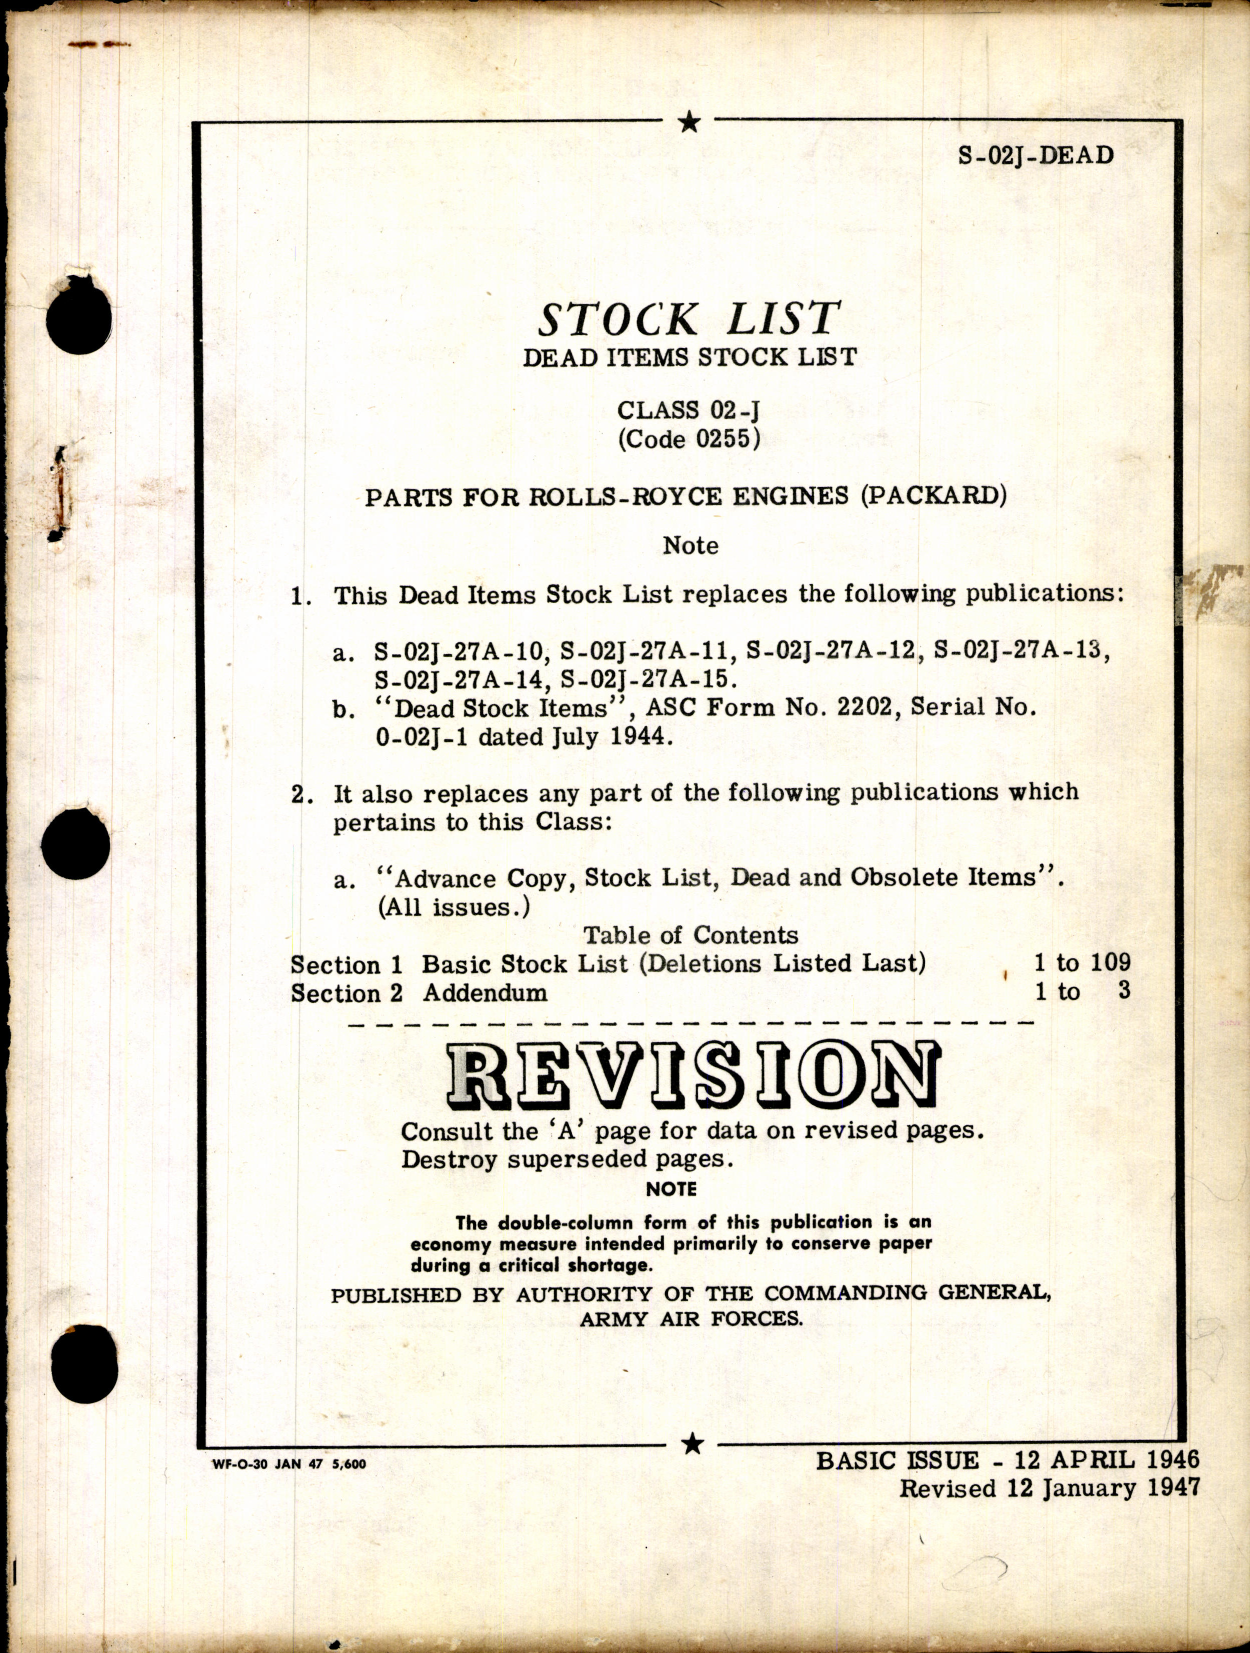 S-02J-DEAD
STOCK LIST
DEAD ITEMS STOCK LIST
CLASS 02-J
(Code 0255)
PARTS FOR ROLLS-ROYCE ENGINES (PACKARD)
Note
1. This Dead Items Stock List replaces the following publications:
a. S-02J-27A-10, S-02J-27A-11, S-02J-27A-12, S-02J-27A-13,
S-02J-27A-14, S-02J-27A-15.
b. “Dead Stock Items”, ASC Form No. 2202, Serial No.
0-02J-1 dated July 1944.
2. It also replaces any part of the following publications which
pertains to this Class:
a. “Advance Copy, Stock List, Dead and Obsolete Items”.
(All issues.)
Table of Contents
Section 1 Basic Stock List (Deletions Listed Last) 1 to 109
Section 2 Addendum 1 to 3
REVISION
Consult the ‘A’ page for data on revised pages.
Destroy superseded pages.
NOTE
The double-column form of this publication is an
economy measure intended primarily to conserve paper
during a critical shortage.
PUBLISHED BY AUTHORITY OF THE COMMANDING GENERAL,
ARMY AIR FORCES.
WF-O-30 JAN 47 5,600
BASIC ISSUE - 12 APRIL 1946
Revised 12 January 1947